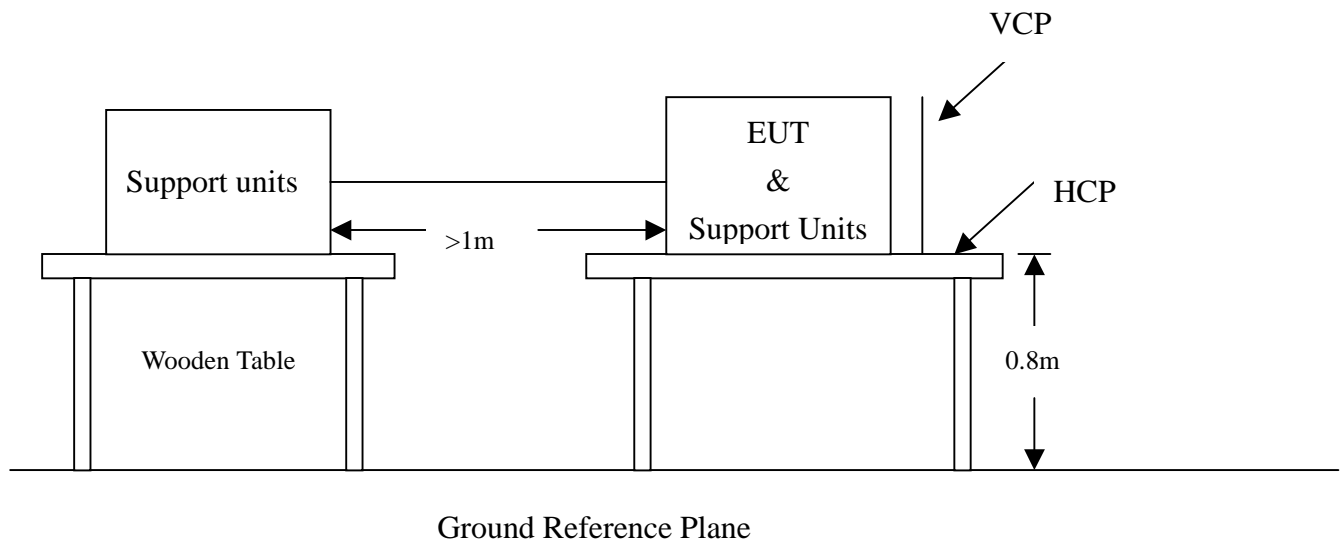 VCP
EUT
&
Support Units
Support units
HCP
>1m
Wooden Table
0.8m
Ground Reference Plane